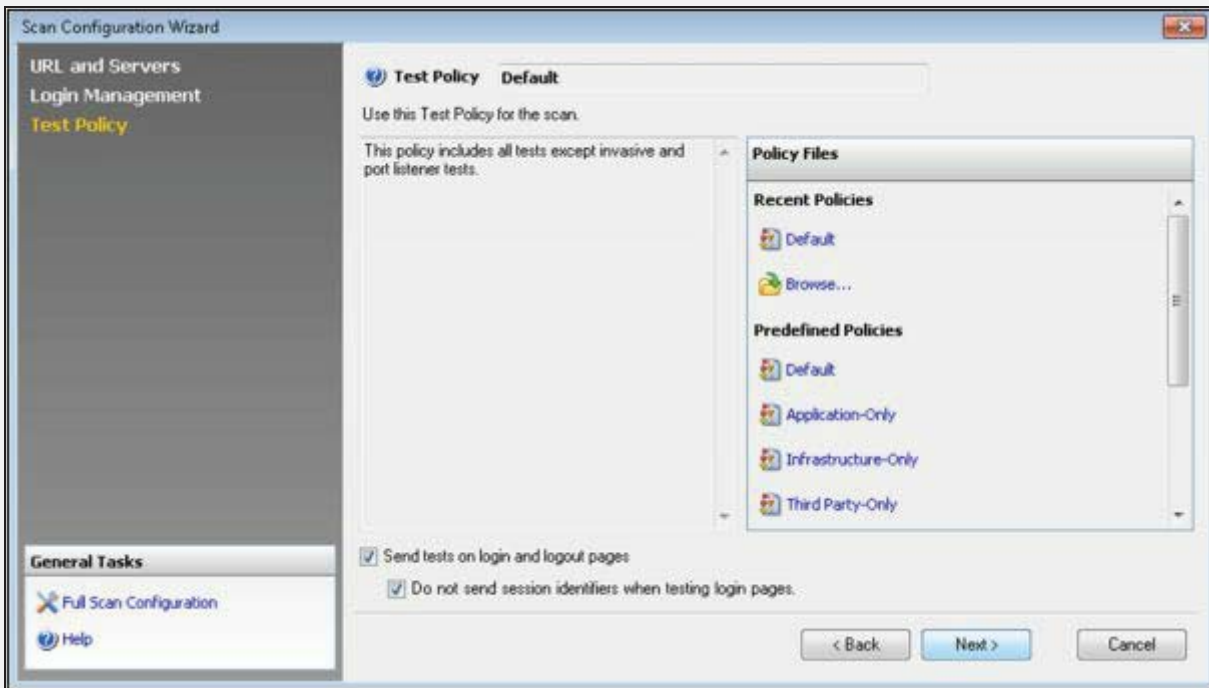 Scan Configuration Wizard
URL and Servers
Login Management
Test Policy
Test Policy Default
Use this Test Policy for the scan.
This policy includes all tests except invasive and
port listener tests.
Policy Files
Recent Policies
Default
Browse...
Predefined Policies
Default
Application-Only
Infrastructure-Only
Third Party-Only
Send tests on login and logout pages
Do not send session identifiers when testing login pages.
General Tasks
Full Scan Configuration
Help
< Back
Next >
Cancel